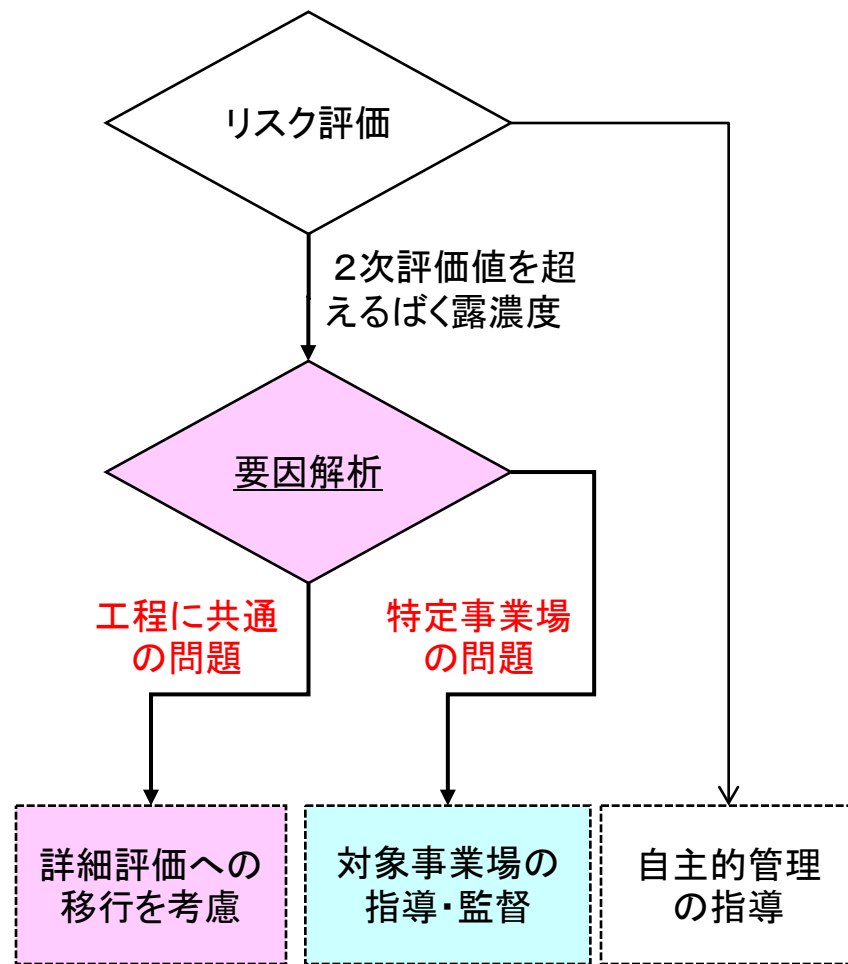 リスク評価
２次評価値を超
えるばく露濃度
要因解析
工程に共通
の問題
特定事業場
の問題
詳細評価への
移行を考慮
対象事業場の
指導・監督
自主的管理
の指導